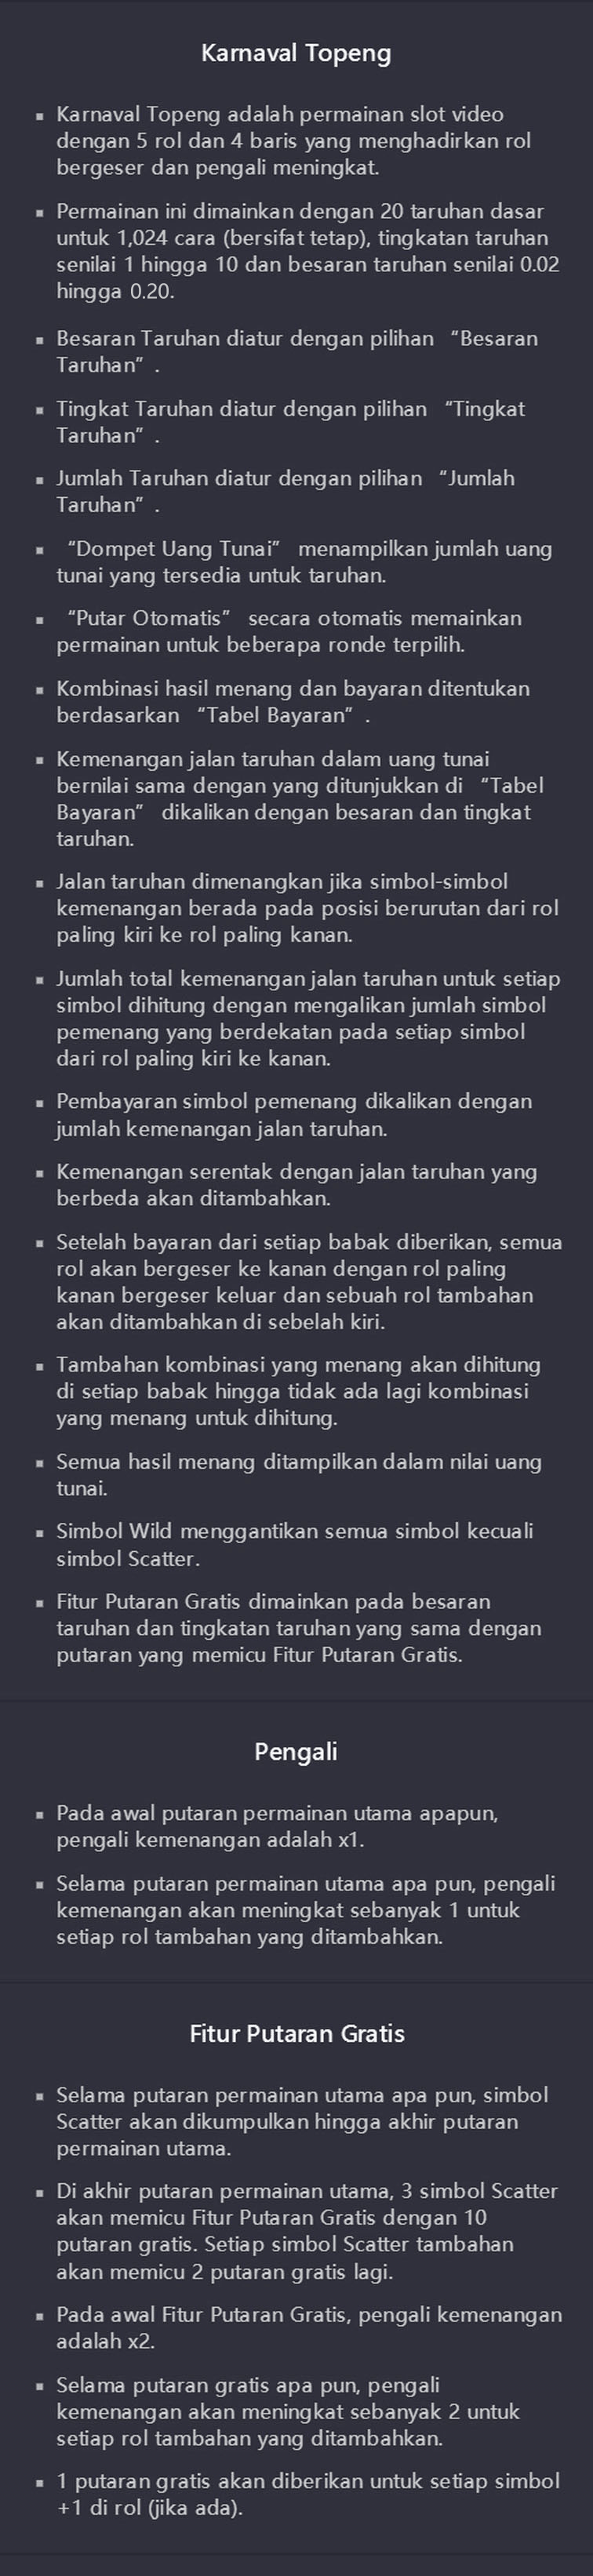 Karnaval Topeng
▪ Karnaval Topeng adalah permainan slot video
dengan 5 rol dan 4 baris yang menghadirkan rol
bergeser dan pengali meningkat.
▪ Permainan ini dimainkan dengan 20 taruhan dasar
untuk 1,024 cara (bersifat tetap), tingkatan taruhan
senilai 1 hingga 10 dan besaran taruhan senilai 0.02
hingga 0.20.
▪ Besaran Taruhan diatur dengan pilihan “Besaran
Taruhan” .
▪ Tingkat Taruhan diatur dengan pilihan “Tingkat
Taruhan” .
▪ Jumlah Taruhan diatur dengan pilihan “Jumlah
Taruhan” .
▪ “Dompet Uang Tunai” menampilkan jumlah uang
tunai yang tersedia untuk taruhan.
▪ “Putar Otomatis” secara otomatis memainkan
permainan untuk beberapa ronde terpilih.
▪ Kombinasi hasil menang dan bayaran ditentukan
berdasarkan “Tabel Bayaran” .
▪ Kemenangan jalan taruhan dalam uang tunai
bernilai sama dengan yang ditunjukkan di “Tabel
Bayaran” dikalikan dengan besaran dan tingkat
taruhan.
▪ Jalan taruhan dimenangkan jika simbol-simbol
kemenangan berada pada posisi berurutan dari rol
paling kiri ke rol paling kanan.
▪ Jumlah total kemenangan jalan taruhan untuk setiap
simbol dihitung dengan mengalikan jumlah simbol
pemenang yang berdekatan pada setiap simbol
dari rol paling kiri ke kanan.
▪ Pembayaran simbol pemenang dikalikan dengan
jumlah kemenangan jalan taruhan.
▪ Kemenangan serentak dengan jalan taruhan yang
berbeda akan ditambahkan.
▪ Setelah bayaran dari setiap babak diberikan, semua
rol akan bergeser ke kanan dengan rol paling
kanan bergeser keluar dan sebuah rol tambahan
akan ditambahkan di sebelah kiri.
▪ Tambahan kombinasi yang menang akan dihitung
di setiap babak hingga tidak ada lagi kombinasi
yang menang untuk dihitung.
▪ Semua hasil menang ditampilkan dalam nilai uang
tunai.
▪ Simbol Wild menggantikan semua simbol kecuali
simbol Scatter.
▪ Fitur Putaran Gratis dimainkan pada besaran
taruhan dan tingkatan taruhan yang sama dengan
putaran yang memicu Fitur Putaran Gratis.
Pengali
▪ Pada awal putaran permainan utama apapun,
pengali kemenangan adalah x1.
▪ Selama putaran permainan utama apa pun, pengali
kemenangan akan meningkat sebanyak 1 untuk
setiap rol tambahan yang ditambahkan.
Fitur Putaran Gratis
▪ Selama putaran permainan utama apa pun, simbol
Scatter akan dikumpulkan hingga akhir putaran
permainan utama.
▪ Di akhir putaran permainan utama, 3 simbol Scatter
akan memicu Fitur Putaran Gratis dengan 10
putaran gratis. Setiap simbol Scatter tambahan
akan memicu 2 putaran gratis lagi.
▪ Pada awal Fitur Putaran Gratis, pengali kemenangan
adalah x2.
▪ Selama putaran gratis apa pun, pengali
kemenangan akan meningkat sebanyak 2 untuk
setiap rol tambahan yang ditambahkan.
▪ 1 putaran gratis akan diberikan untuk setiap simbol
+1 di rol (jika ada).